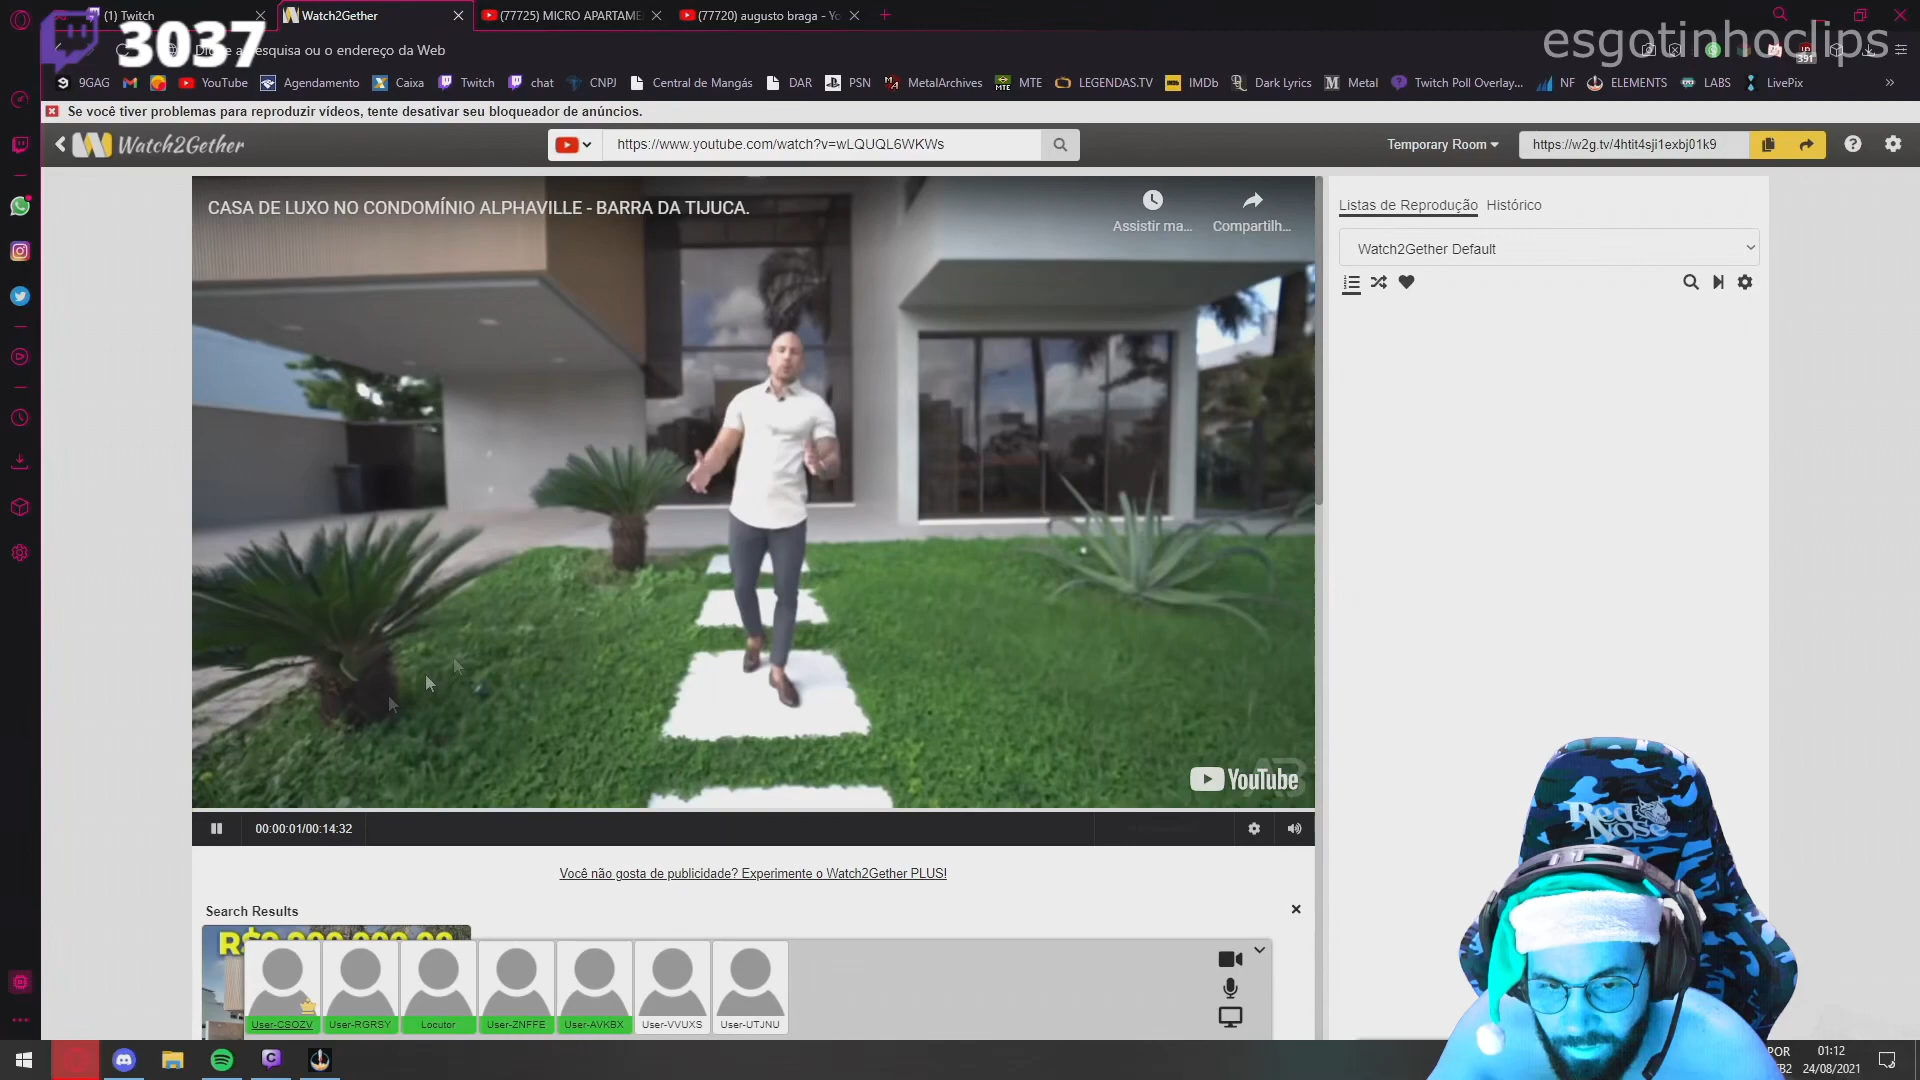 (1) Twitch
Watch2Gether
(77725) MICRO APARTAME
(77720) augusto braga - Yo
3037
esquisa ou o endereço da Web
esgotinhoclips
391
9GAG
YouTube
Agendamento
Caixa
Twitch
chat
CNPJ
Central de Mangás
DAR
PSN
MetalArchives
MTE
LEGENDAS.TV
IMDb
Dark Lyrics
Metal
Twitch Poll Overlay...
NF
ELEMENTS
LABS
LivePix
Se você tiver problemas para reproduzir vídeos, tente desativar seu bloqueador de anúncios.
Watch2Gether
https://www.youtube.com/watch?v=wLQUQL6WKWs
Temporary Room
https://w2g.tv/4htit4sji1exbj01k9
CASA DE LUXO NO CONDOMÍNIO ALPHAVILLE - BARRA DA TIJUCA.
Assistir ma...
Compartilh...
Listas de Reprodução
Histórico
Watch2Gether Default
YouTube
00:00:01/00:14:32
Você não gosta de publicidade? Experimente o Watch2Gether PLUS!
Search Results
User-CSOZV
User-RGRSY
Locutor
User-ZNFFE
User-AVKBX
User-VVUXS
User-UTJNU
Red
Nose
POR
01:12
24/08/2021